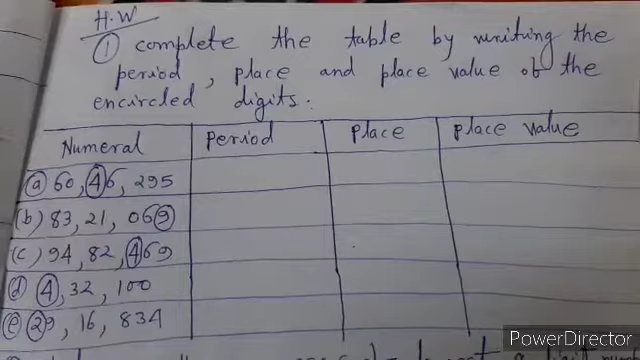 H.W
① complete the table by writing the
period, place and place value of the
encircled digits.
Numeral Period Place place value
(a) 60,46,295
(b) 83,21,069
(c) 94,82,469
(d) 4,32,100
(e) 29,16,834
PowerDirector